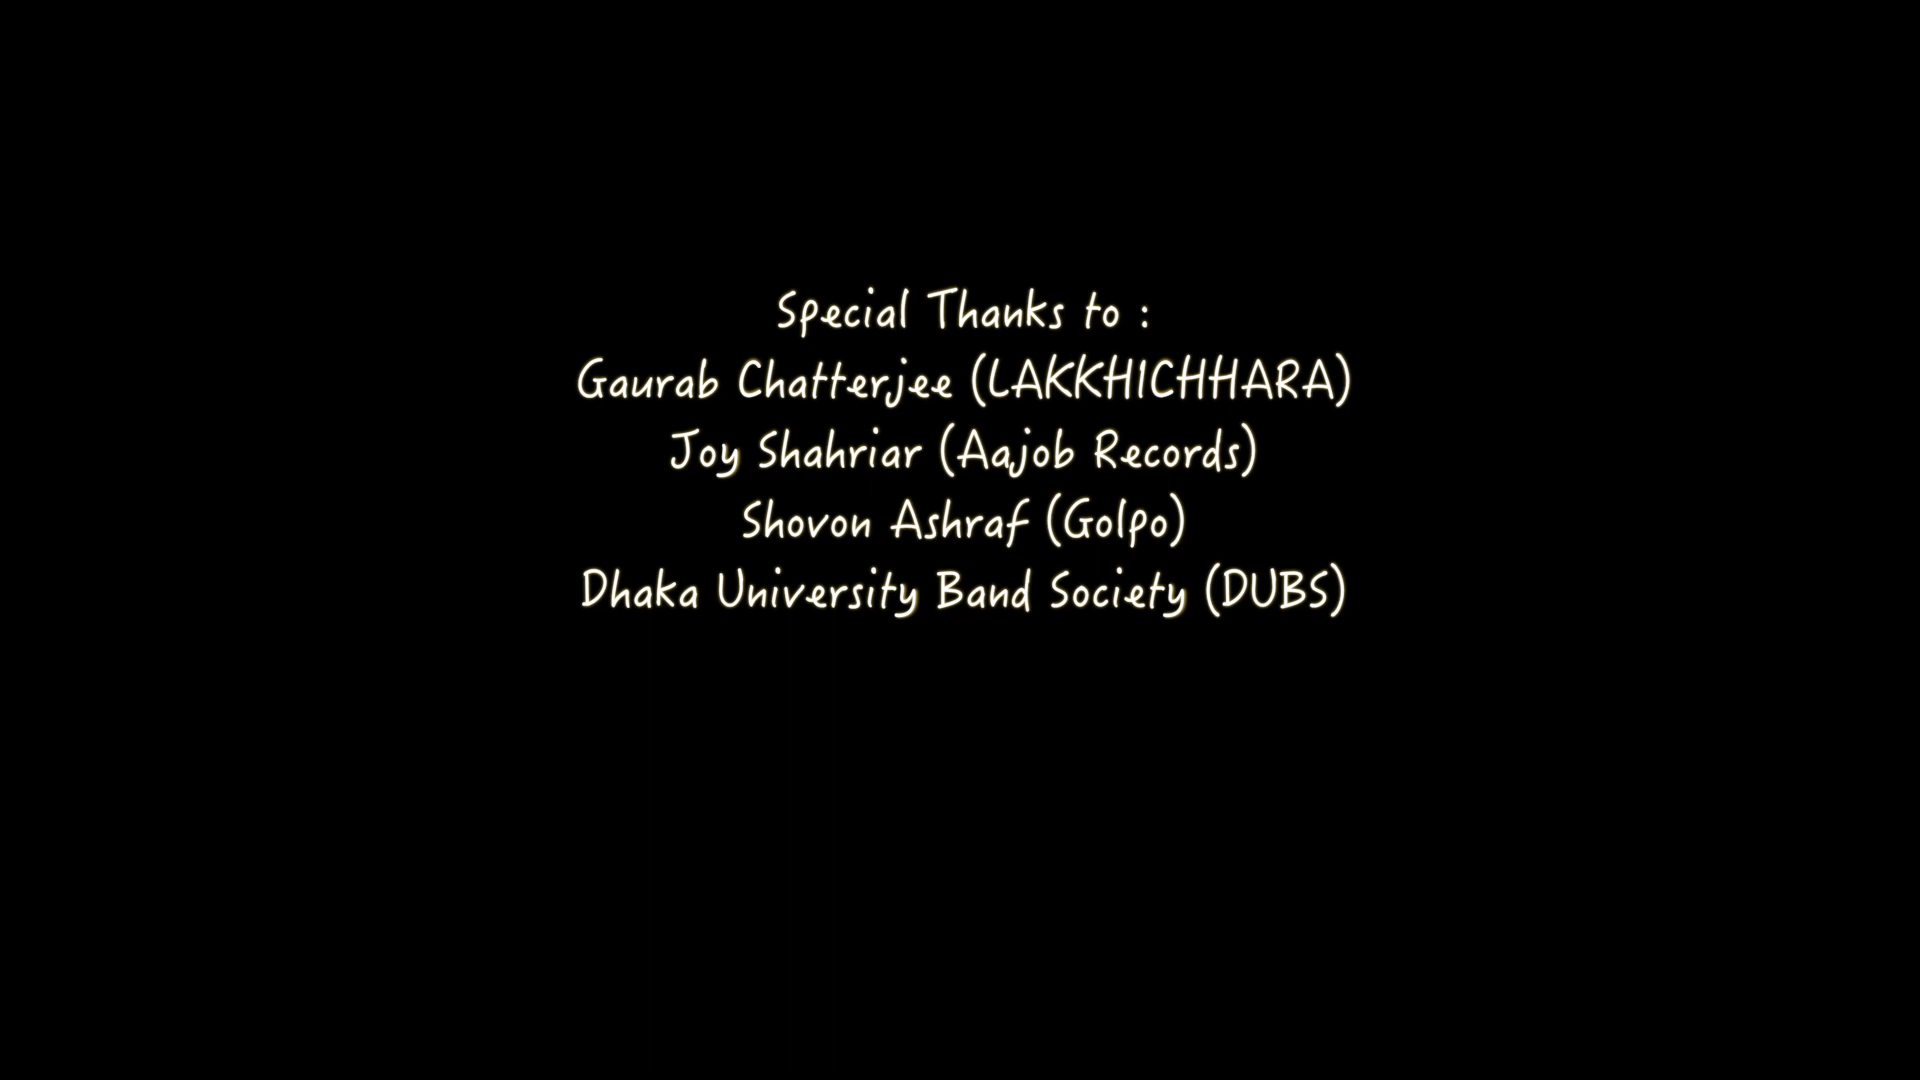 Special Thanks to :
Gaurab Chatterjee (LAKKHICHHARA)
Joy Shahriar (Aajob Records)
Shovon Ashraf (Golpo)
Dhaka University Band Society (DUBS)